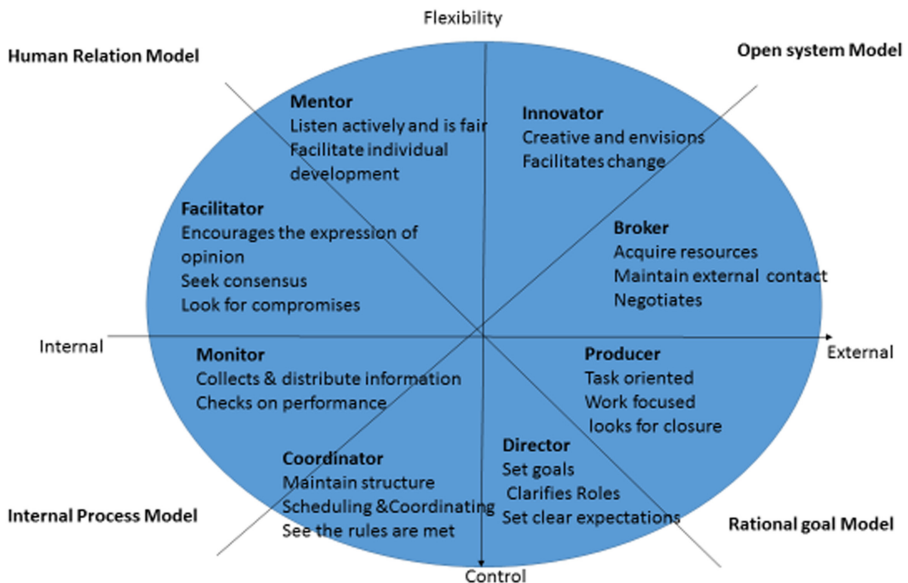 Flexibility
Human Relation Model
Open system Model
Mentor
Listen actively and is fair
Facilitate individual
development
Innovator
Creative and envisions
Facilitates change
Facilitator
Encourages the expression of
opinion
Seek consensus
Look for compromises
Broker
Acquire resources
Maintain external contact
Negotiates
Internal
External
Monitor
Collects & distribute information
Checks on performance
Producer
Task oriented
Work focused
looks for closure
Coordinator
Maintain structure
Scheduling &Coordinating
See the rules are met
Director
Set goals
Clarifies Roles
Set clear expectations
Internal Process Model
Rational goal Model
Control